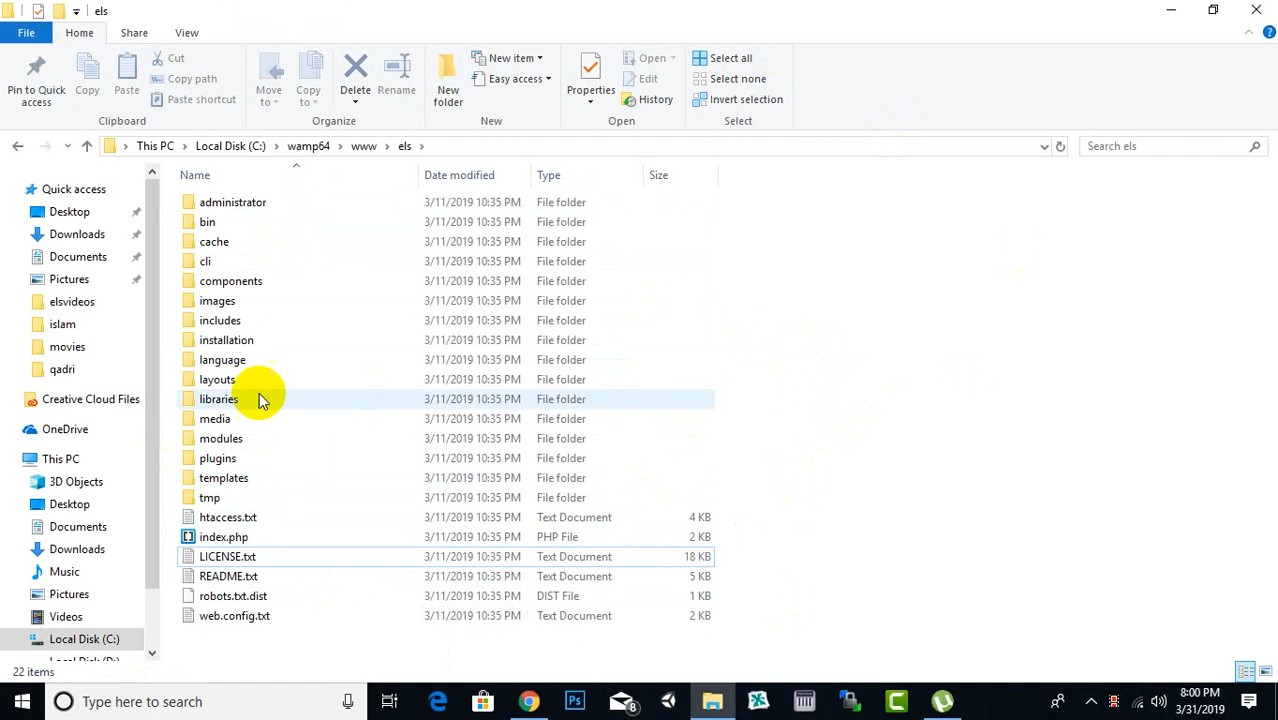 els
File Home Share View
Pin to Quick access
Copy
Paste
Cut
Copy path
Paste shortcut
Clipboard
Move to
Copy to
Delete
Rename
Organize
New folder
New item
Easy access
New
Properties
Open
Edit
History
Open
Select all
Select none
Invert selection
Select
This PC > Local Disk (C:) > wamp64 > www > els >
Search els
Quick access
Desktop
Downloads
Documents
Pictures
elsvideos
islam
movies
qadri
Creative Cloud Files
OneDrive
This PC
3D Objects
Desktop
Documents
Downloads
Music
Pictures
Videos
Local Disk (C:)
Local Disk (D:)
Name Date modified Type Size
administrator 3/11/2019 10:35 PM File folder
bin 3/11/2019 10:35 PM File folder
cache 3/11/2019 10:35 PM File folder
cli 3/11/2019 10:35 PM File folder
components 3/11/2019 10:35 PM File folder
images 3/11/2019 10:35 PM File folder
includes 3/11/2019 10:35 PM File folder
installation 3/11/2019 10:35 PM File folder
language 3/11/2019 10:35 PM File folder
layouts 3/11/2019 10:35 PM File folder
libraries 3/11/2019 10:35 PM File folder
media 3/11/2019 10:35 PM File folder
modules 3/11/2019 10:35 PM File folder
plugins 3/11/2019 10:35 PM File folder
templates 3/11/2019 10:35 PM File folder
tmp 3/11/2019 10:35 PM File folder
htaccess.txt 3/11/2019 10:35 PM Text Document 4 KB
index.php 3/11/2019 10:35 PM PHP File 2 KB
LICENSE.txt 3/11/2019 10:35 PM Text Document 18 KB
README.txt 3/11/2019 10:35 PM Text Document 5 KB
robots.txt.dist 3/11/2019 10:35 PM DIST File 1 KB
web.config.txt 3/11/2019 10:35 PM Text Document 2 KB
22 items
Type here to search
Ps
8
8:00 PM
3/31/2019